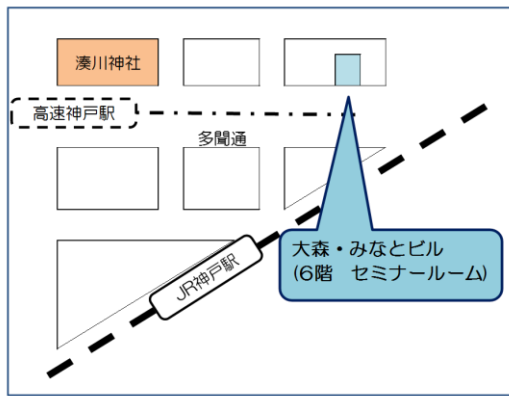 湊川神社
高速神戸駅
多聞通
大森・みなとビル
(6階　セミナールーム)
JR神戸駅